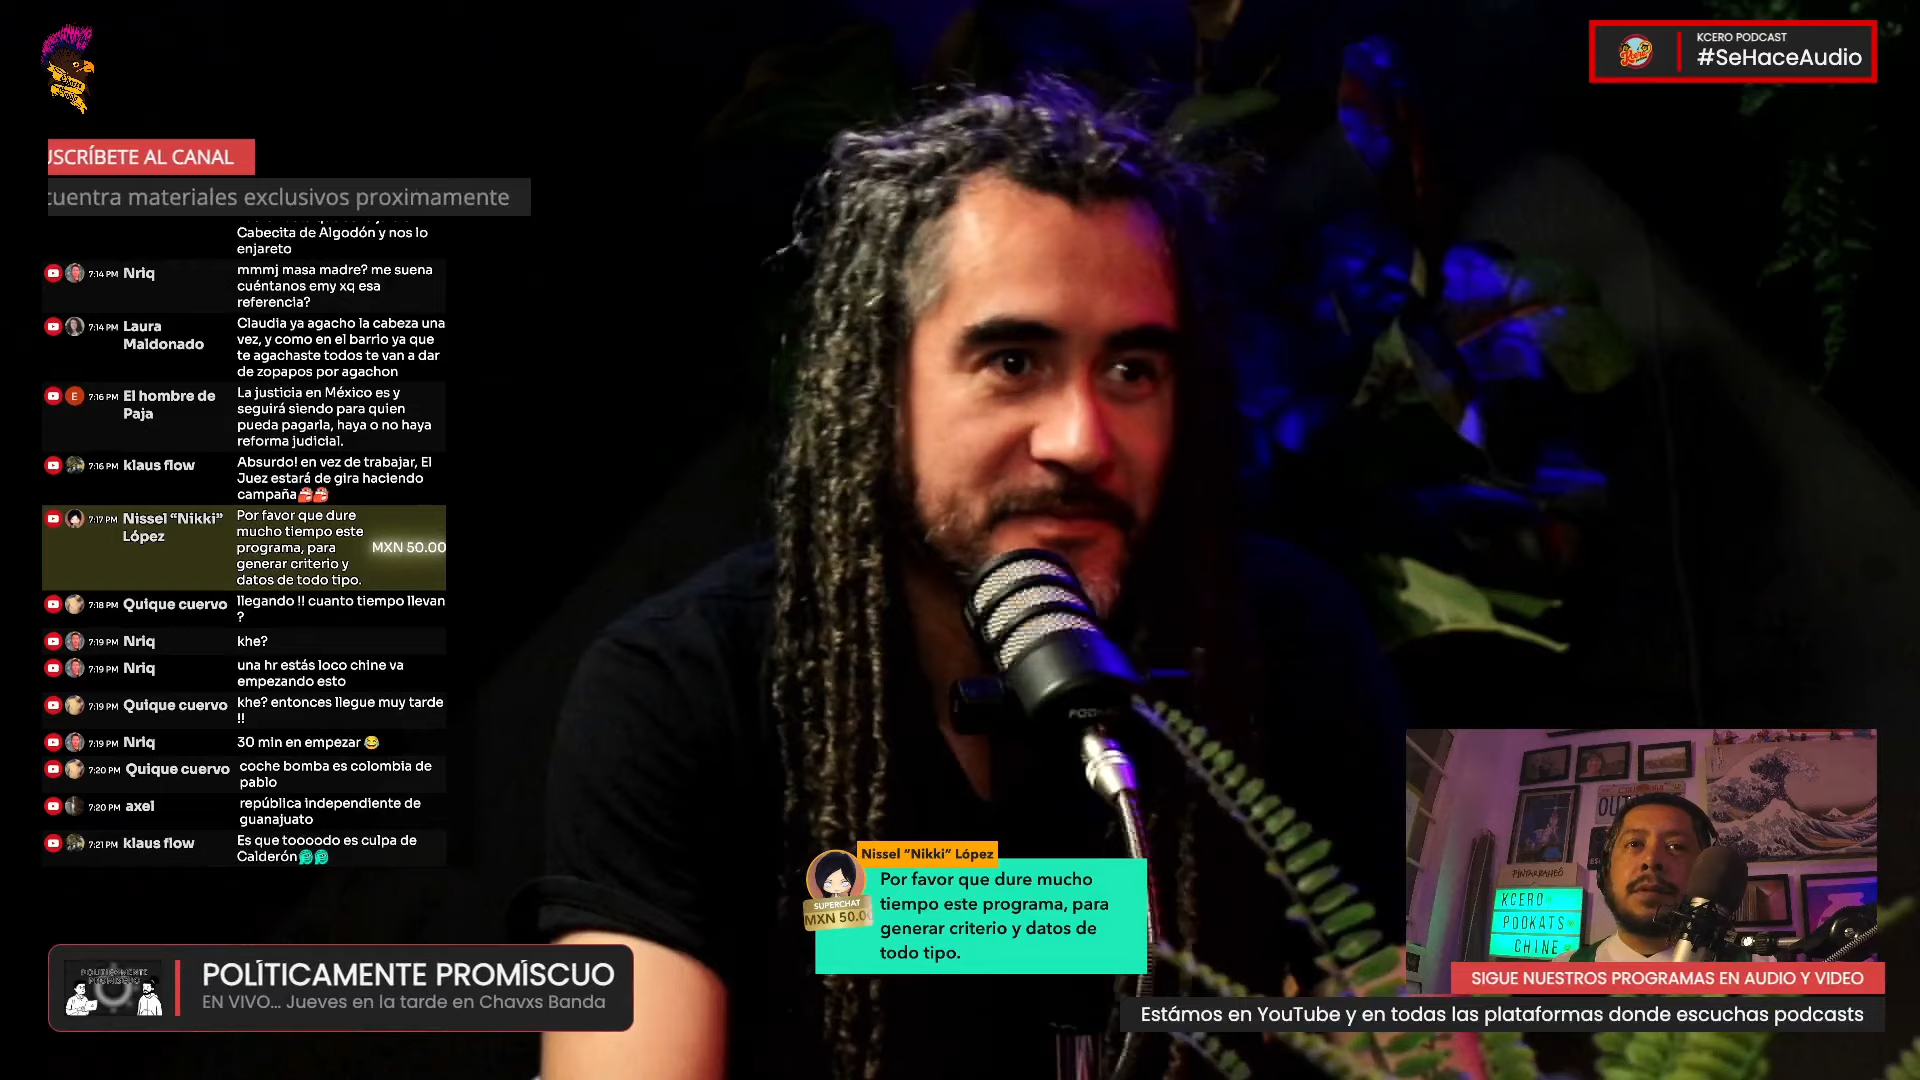 KCERO PODCAST
#SeHaceAudio
USCRÍBETE AL CANAL
cuentra materiales exclusivos proximamente
Cabecita de Algodón y nos lo
enjareto
7:14 PM Nriq
mmmj masa madre? me suena
cuéntanos emy xq esa
referencia?
7:14 PM Laura
Maldonado
Claudia ya agacho la cabeza una
vez, y como en el barrio ya que
te agachaste todos te van a dar
de zopapos por agachon
E 7:16 PM El hombre de
Paja
La justicia en México es y
seguirá siendo para quien
pueda pagarla, haya o no haya
reforma judicial.
7:16 PM klaus flow
Absurdo! en vez de trabajar, El
Juez estará de gira haciendo
campaña
7:17 PM Nissel “Nikki”
López
Por favor que dure
mucho tiempo este
programa, para
generar criterio y
datos de todo tipo.
MXN 50.00
7:18 PM Quique cuervo
llegando !! cuanto tiempo llevan
?
7:19 PM Nriq
khe?
7:19 PM Nriq
una hr estás loco chine va
empezando esto
7:19 PM Quique cuervo
khe? entonces llegue muy tarde
!!
7:19 PM Nriq
30 min en empezar 😂
7:20 PM Quique cuervo
coche bomba es colombia de
pablo
7:20 PM axel
república independiente de
guanajuato
7:21 PM klaus flow
Es que toooodo es culpa de
Calderón
Nissel “Nikki” López
SUPERCHAT
MXN 50.00
Por favor que dure mucho
tiempo este programa, para
generar criterio y datos de
todo tipo.
PINTARRAHEÓ
KCERO
PODKATS
CHINE
POLÍTICAMENTE PROMÍSCUO
EN VIVO... Jueves en la tarde en Chavxs Banda
SIGUE NUESTROS PROGRAMAS EN AUDIO Y VIDEO
Estámos en YouTube y en todas las plataformas donde escuchas podcasts